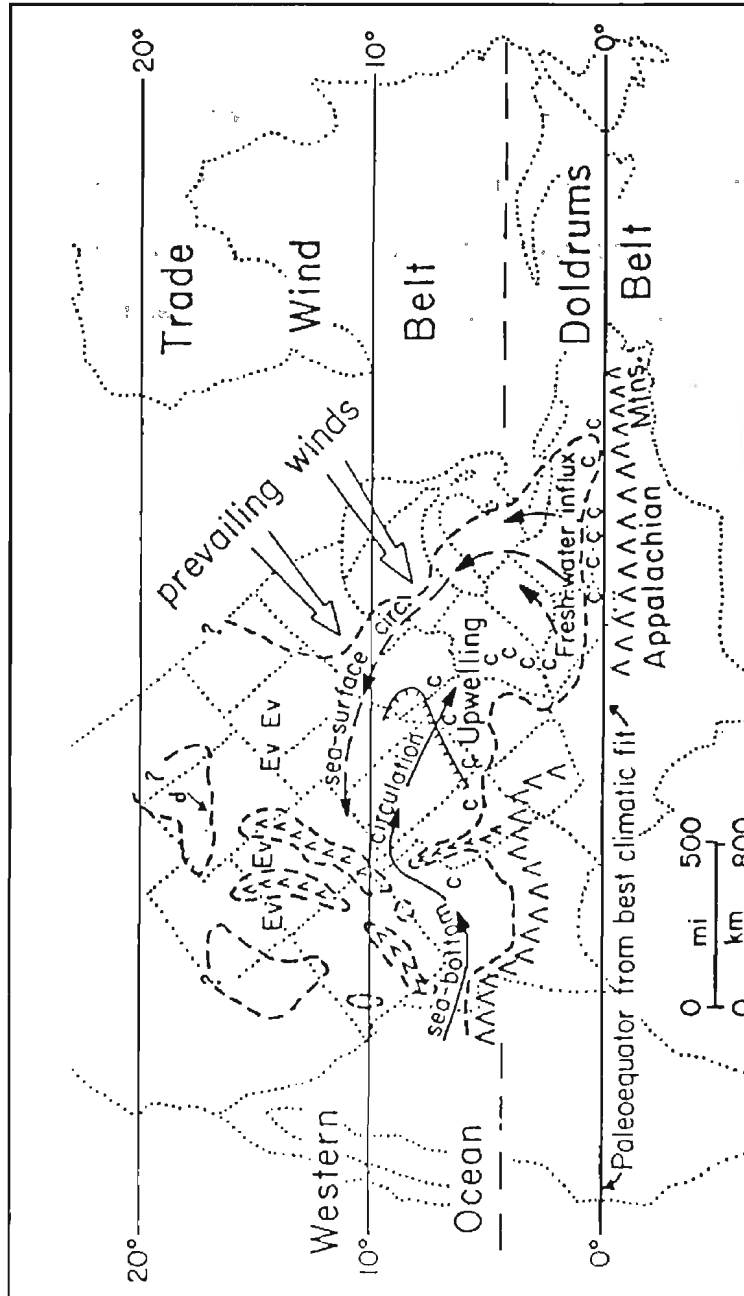 20°
20°
Trade
Wind
Belt
prevailing winds
?
?
?
d
Ev Ev
Ev
Ev
sea-surface circl
10°
10°
Western
Ocean
circulation
sea-bottom
Upwelling
C
C
C
C
C
C
C
C
Fresh-water influx
Doldrums
Belt
C C C C C C C
Appalachian Mtns.
0°
0°
Paleoequator from best climatic fit
0 mi 500
0 km 800